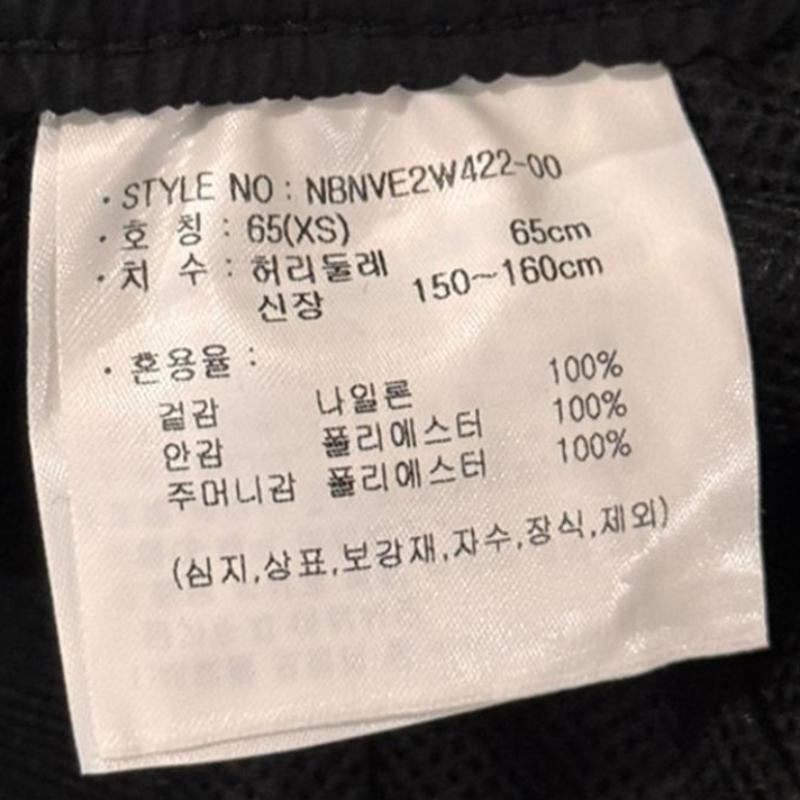 · STYLE NO : NBNVE2W422-00
· 호 칭 : 65(XS)
· 치 수 : 허리둘레 65cm
신장 150~160cm
· 혼용율 :
겉감 나일론 100%
안감 폴리에스터 100%
주머니감 폴리에스터 100%
(심지,상표,보강재,자수,장식,제외)